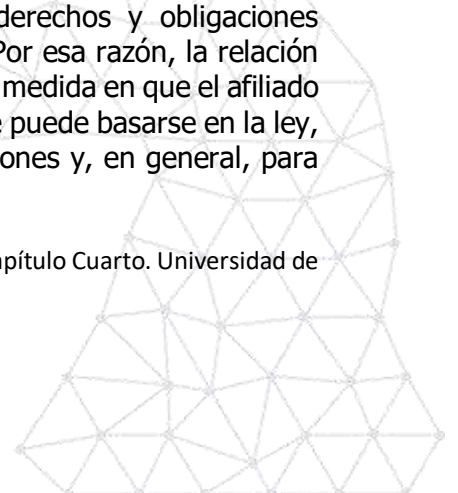 derechos y obligaciones
Por esa razón, la relación
medida en que el afiliado
puede basarse en la ley,
ones y, en general, para
apítulo Cuarto. Universidad de